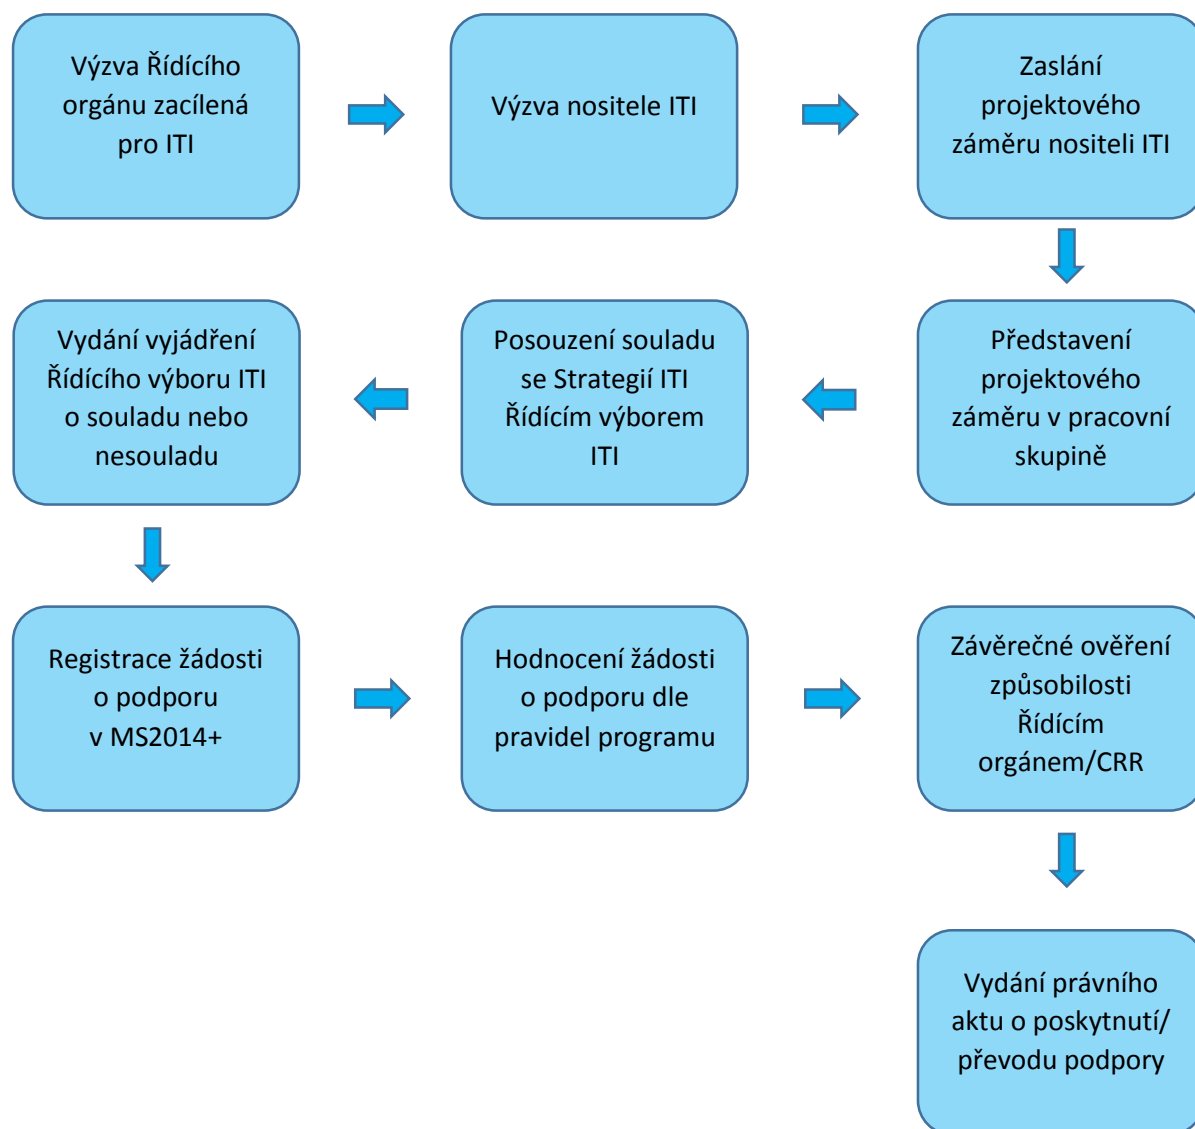 Výzva Řídícího
orgánu zacílená
pro ITI
Výzva nositele ITI
Zaslání
projektového
záměru nositeli ITI
Představení
projektového
záměru v pracovní
skupině
Posouzení souladu
se Strategií ITI
Řídícím výborem
ITI
Vydání vyjádření
Řídícího výboru ITI
o souladu nebo
nesouladu
Registrace žádosti
o podporu
v MS2014+
Hodnocení žádosti
o podporu dle
pravidel programu
Závěrečné ověření
způsobilosti
Řídícím
orgánem/CRR
Vydání právního
aktu o poskytnutí/
převodu podpory